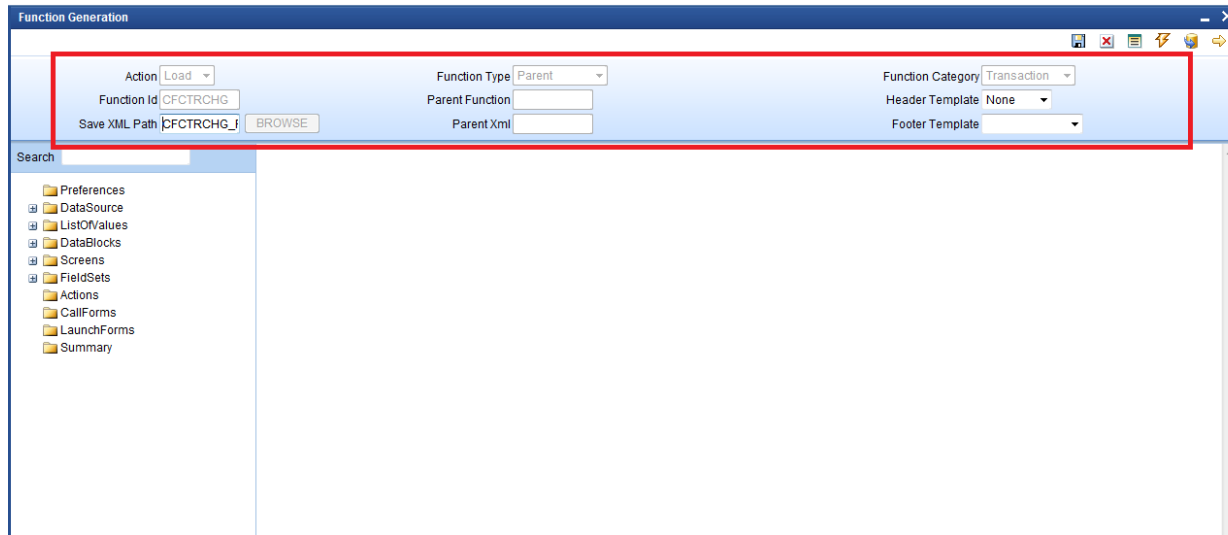 Function Generation
Action Load Function Type Parent Function Category Transaction
Function Id CFCTRCHG Parent Function Header Template None
Save XML Path CFCTRCHG_ BROWSE Parent Xml Footer Template
Search
Preferences
DataSource
ListOfValues
DataBlocks
Screens
FieldSets
Actions
CallForms
LaunchForms
Summary